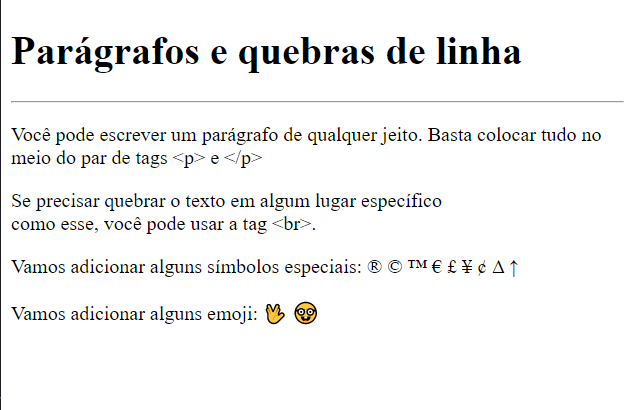 Parágrafos e quebras de linha
Você pode escrever um parágrafo de qualquer jeito. Basta colocar tudo no
meio do par de tags <p> e </p>
Se precisar quebrar o texto em algum lugar específico
como esse, você pode usar a tag <br>.
Vamos adicionar alguns símbolos especiais: ® © ™ € £ ¥ ¢ Δ ↑
Vamos adicionar alguns emoji: 🖖 🤓